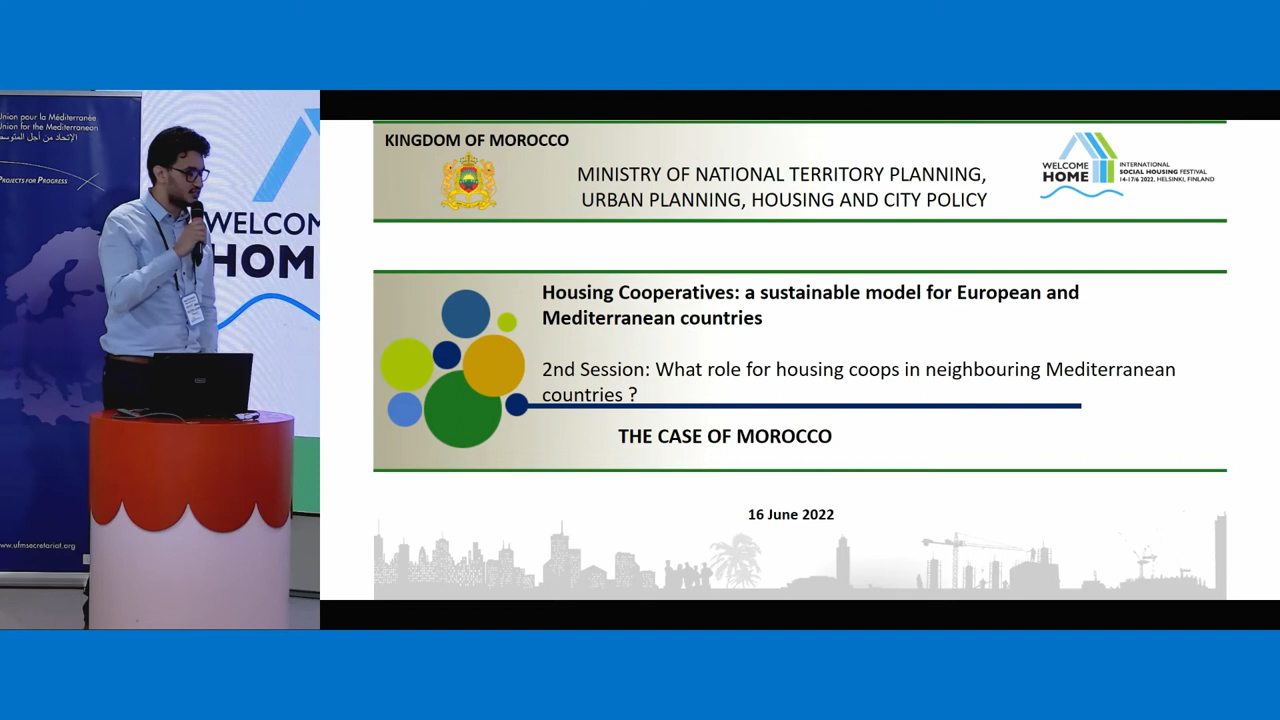 Union pour la Méditerranée
Union for the Mediterranean
الإتحاد من أجل المتوسط
PROJECTS FOR PROGRESS
WELCOM
HOM
www.ufmsecretariat.org
KINGDOM OF MOROCCO
MINISTRY OF NATIONAL TERRITORY PLANNING,
URBAN PLANNING, HOUSING AND CITY POLICY
WELCOME
HOME
INTERNATIONAL
SOCIAL HOUSING FESTIVAL
14-17/6 2022, HELSINKI, FINLAND
Housing Cooperatives: a sustainable model for European and
Mediterranean countries
2nd Session: What role for housing coops in neighbouring Mediterranean
countries ?
THE CASE OF MOROCCO
16 June 2022